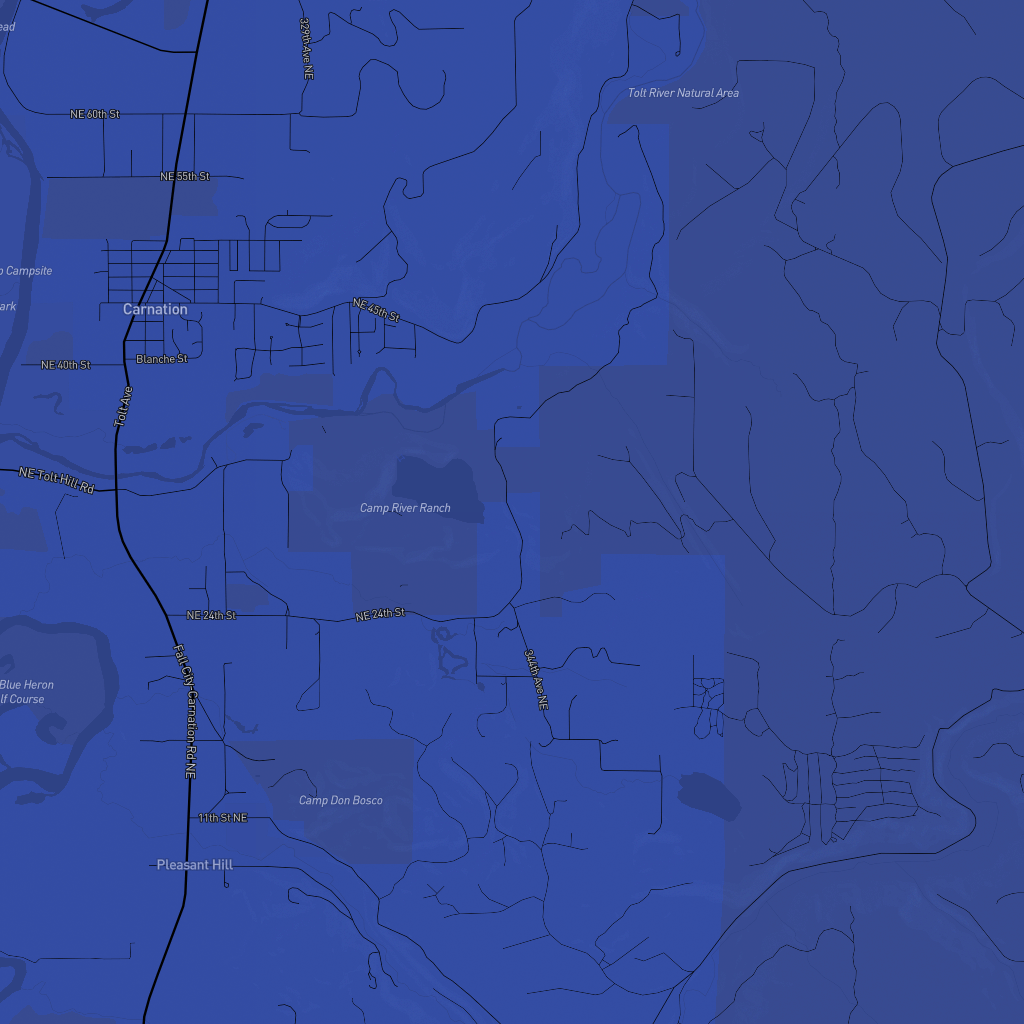 ead
329th Ave NE
Tolt River Natural Area
NE 60th St
NE 55th St
o Campsite
ark
Carnation
NE 45th St
Blanche St
NE 40th St
Tolt Ave
NE Tolt Hill Rd
Camp River Ranch
NE 24th St
NE 24th St
Fall City-Carnation Rd NE
344th Ave NE
Blue Heron
lf Course
Camp Don Bosco
11th St NE
Pleasant Hill